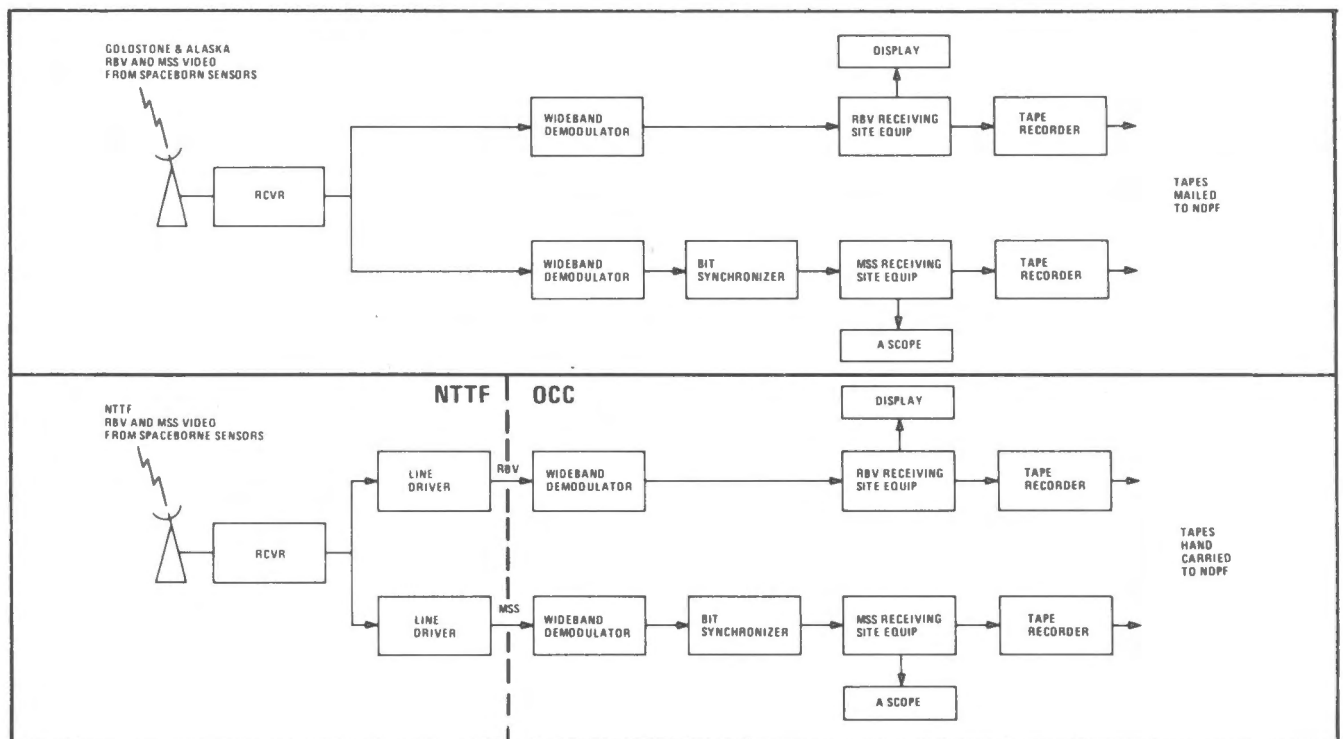 GOLDSTONE & ALASKA
RBV AND MSS VIDEO
FROM SPACEBORN SENSORS
RCVR
WIDEBAND
DEMODULATOR
DISPLAY
RBV RECEIVING
SITE EQUIP
TAPE
RECORDER
WIDEBAND
DEMODULATOR
BIT
SYNCHRONIZER
MSS RECEIVING
SITE EQUIP
A SCOPE
TAPE
RECORDER
TAPES
MAILED
TO NDPF
NTTF
OCC
NTTF
RBV AND MSS VIDEO
FROM SPACEBORNE SENSORS
RCVR
LINE
DRIVER
RBV
WIDEBAND
DEMODULATOR
DISPLAY
RBV RECEIVING
SITE EQUIP
TAPE
RECORDER
LINE
DRIVER
MSS
WIDEBAND
DEMODULATOR
BIT
SYNCHRONIZER
MSS RECEIVING
SITE EQUIP
A SCOPE
TAPE
RECORDER
TAPES
HAND
CARRIED
TO NDPF